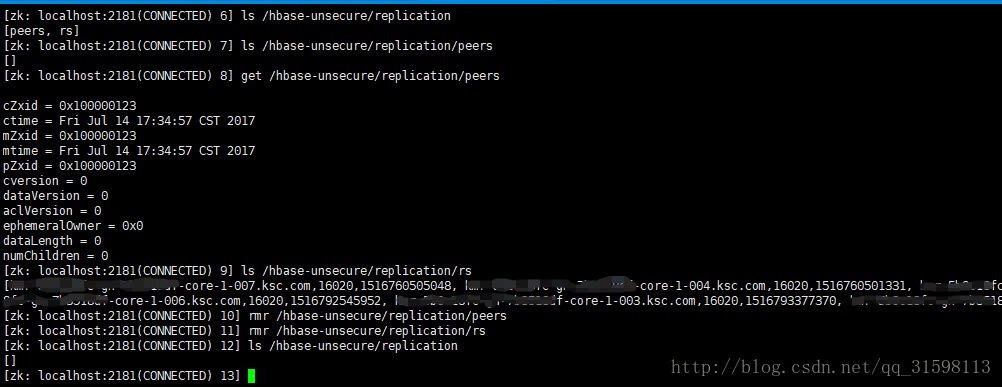 [zk: localhost:2181(CONNECTED) 6] ls /hbase-unsecure/replication
[peers, rs]
[zk: localhost:2181(CONNECTED) 7] ls /hbase-unsecure/replication/peers
[]
[zk: localhost:2181(CONNECTED) 8] get /hbase-unsecure/replication/peers
cZxid = 0x100000123
ctime = Fri Jul 14 17:34:57 CST 2017
mZxid = 0x100000123
mtime = Fri Jul 14 17:34:57 CST 2017
pZxid = 0x100000123
cversion = 0
dataVersion = 0
aclVersion = 0
ephemeralOwner = 0x0
dataLength = 0
numChildren = 0
[zk: localhost:2181(CONNECTED) 9] ls /hbase-unsecure/replication/rs
-core-1-007.ksc.com,16020,1516760505048, -core-1-004.ksc.com,16020,1516760501331,
-core-1-006.ksc.com,16020,1516792545952, -core-1-003.ksc.com,16020,1516793377370,
[zk: localhost:2181(CONNECTED) 10] rmr /hbase-unsecure/replication/peers
[zk: localhost:2181(CONNECTED) 11] rmr /hbase-unsecure/replication/rs
[zk: localhost:2181(CONNECTED) 12] ls /hbase-unsecure/replication
[]
[zk: localhost:2181(CONNECTED) 13]
http://blog.csdn.net/qq_31598113